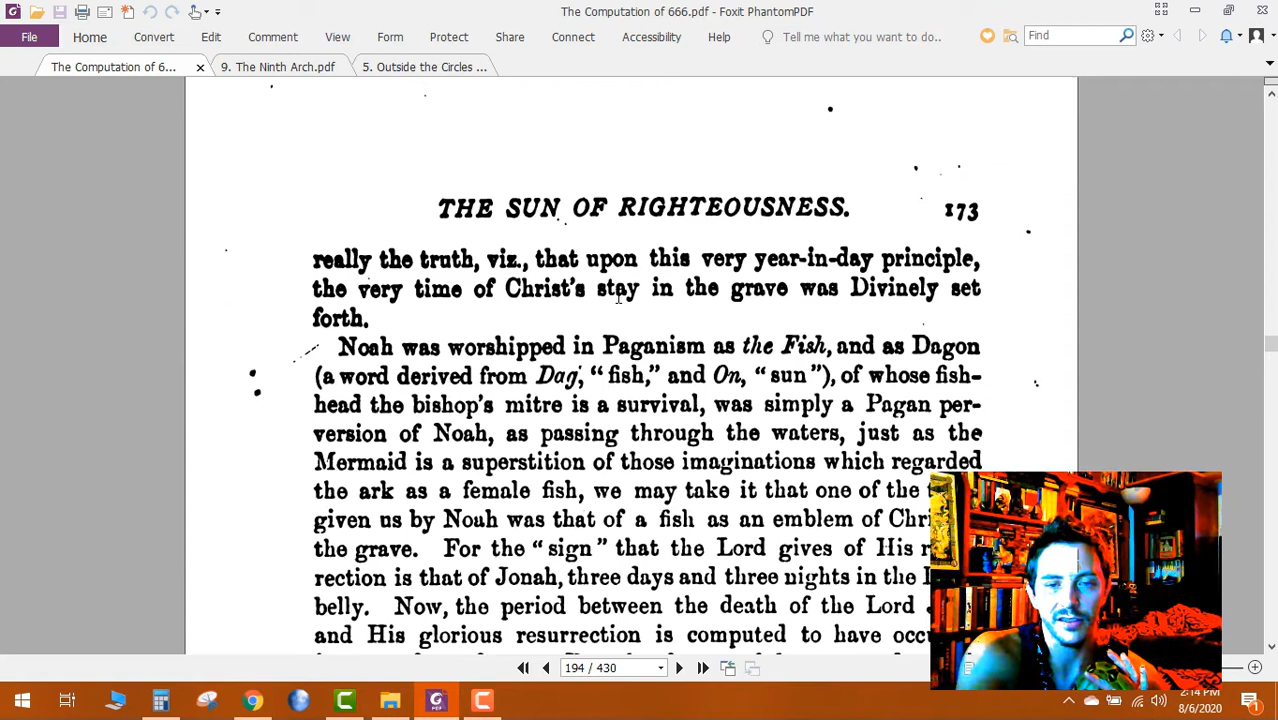 The Computation of 666.pdf - Foxit PhantomPDF
File Home Convert Edit Comment View Form Protect Share Connect Accessibility Help Tell me what you want to do.. Find
The Computation of 6... 9. The Ninth Arch.pdf 5. Outside the Circles ...
THE SUN OF RIGHTEOUSNESS. 173
really the truth, viz., that upon this very year-in-day principle,
the very time of Christ's stay in the grave was Divinely set
forth.
Noah was worshipped in Paganism as the Fish, and as Dagon
(a word derived from Dag, "fish," and On, "sun"), of whose fish-
head the bishop's mitre is a survival, was simply a Pagan per-
version of Noah, as passing through the waters, just as the
Mermaid is a superstition of those imaginations which regarded
the ark as a female fish, we may take it that one of the
given us by Noah was that of a fish as an emblem of
the grave. For the "sign" that the Lord gives of His
rection is that of Jonah, three days and three nights in the
belly. Now, the period between the death of the Lord
and His glorious resurrection is computed to have
194 / 430
2:14 PM
8/6/2020